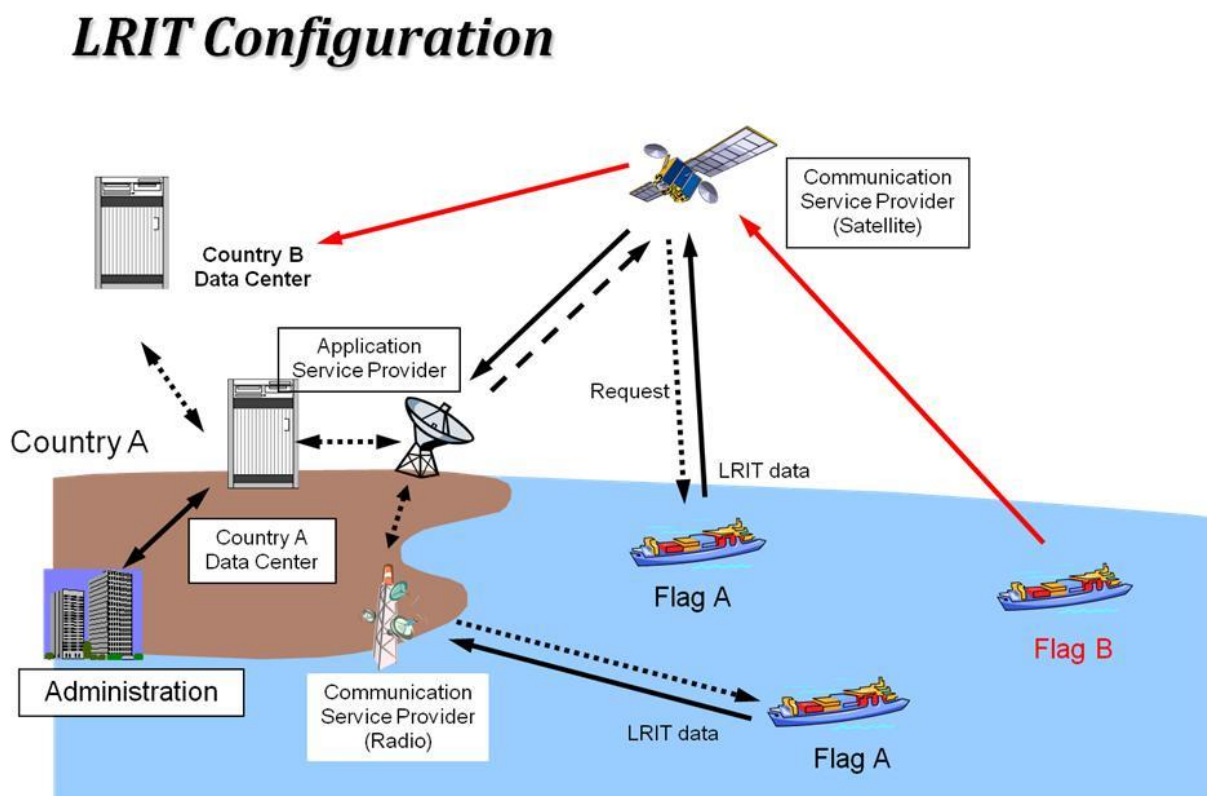 LRIT Configuration
Communication
Service Provider
(Satellite)
Country B
Data Center
Application
Service Provider
Request
Country A
LRIT data
Country A
Data Center
Flag A
Flag B
Administration
Communication
Service Provider
(Radio)
LRIT data
Flag A